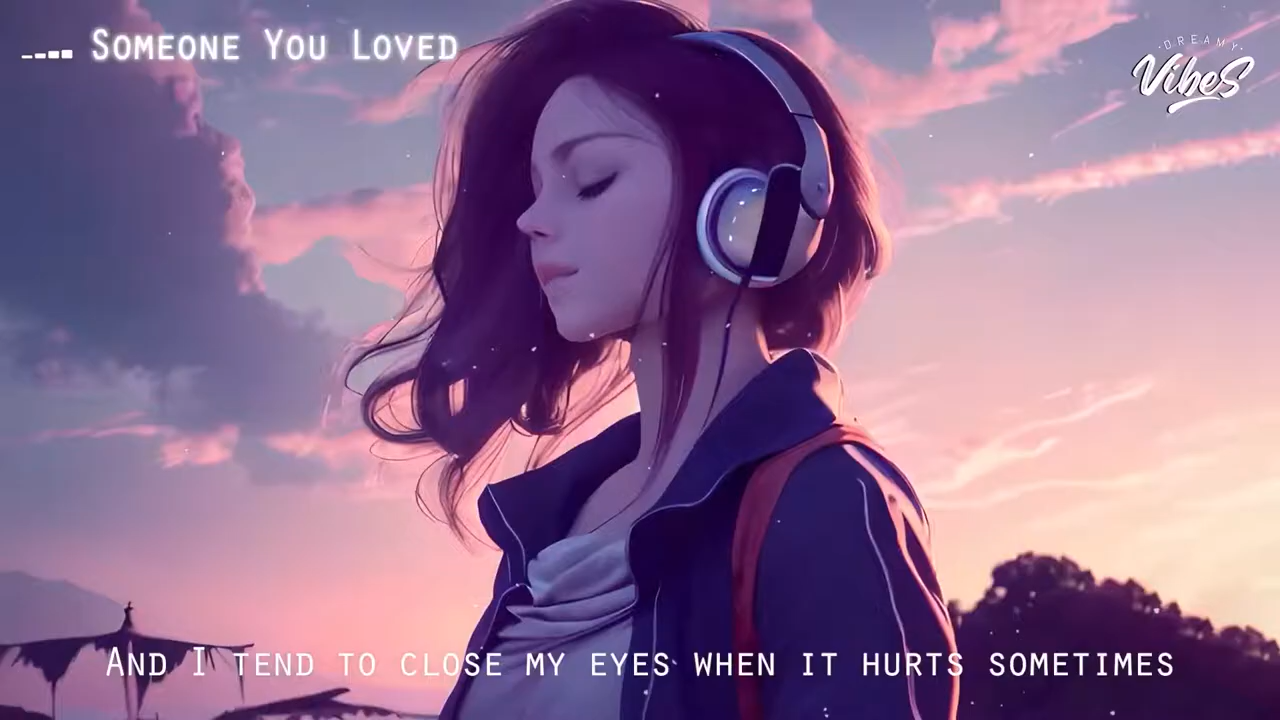 Someone You Loved
·DREAMY·
Vibes
And I tend to close my eyes when it hurts sometimes